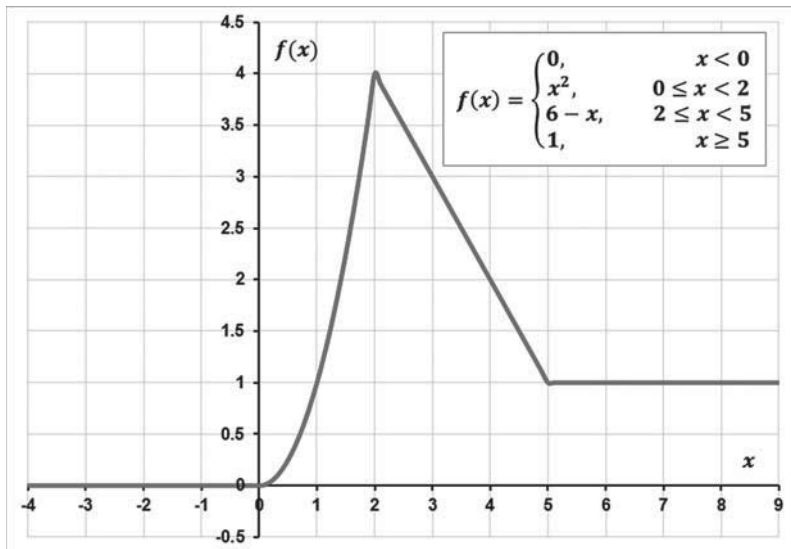 4.5
f(x)
4
3.5
3
2.5
2
1.5
1
0.5
0
-0.5
f(x) = { 0, x < 0
x², 0 ≤ x < 2
6 − x, 2 ≤ x < 5
1, x ≥ 5
x
-4 -3 -2 -1 0 1 2 3 4 5 6 7 8 9